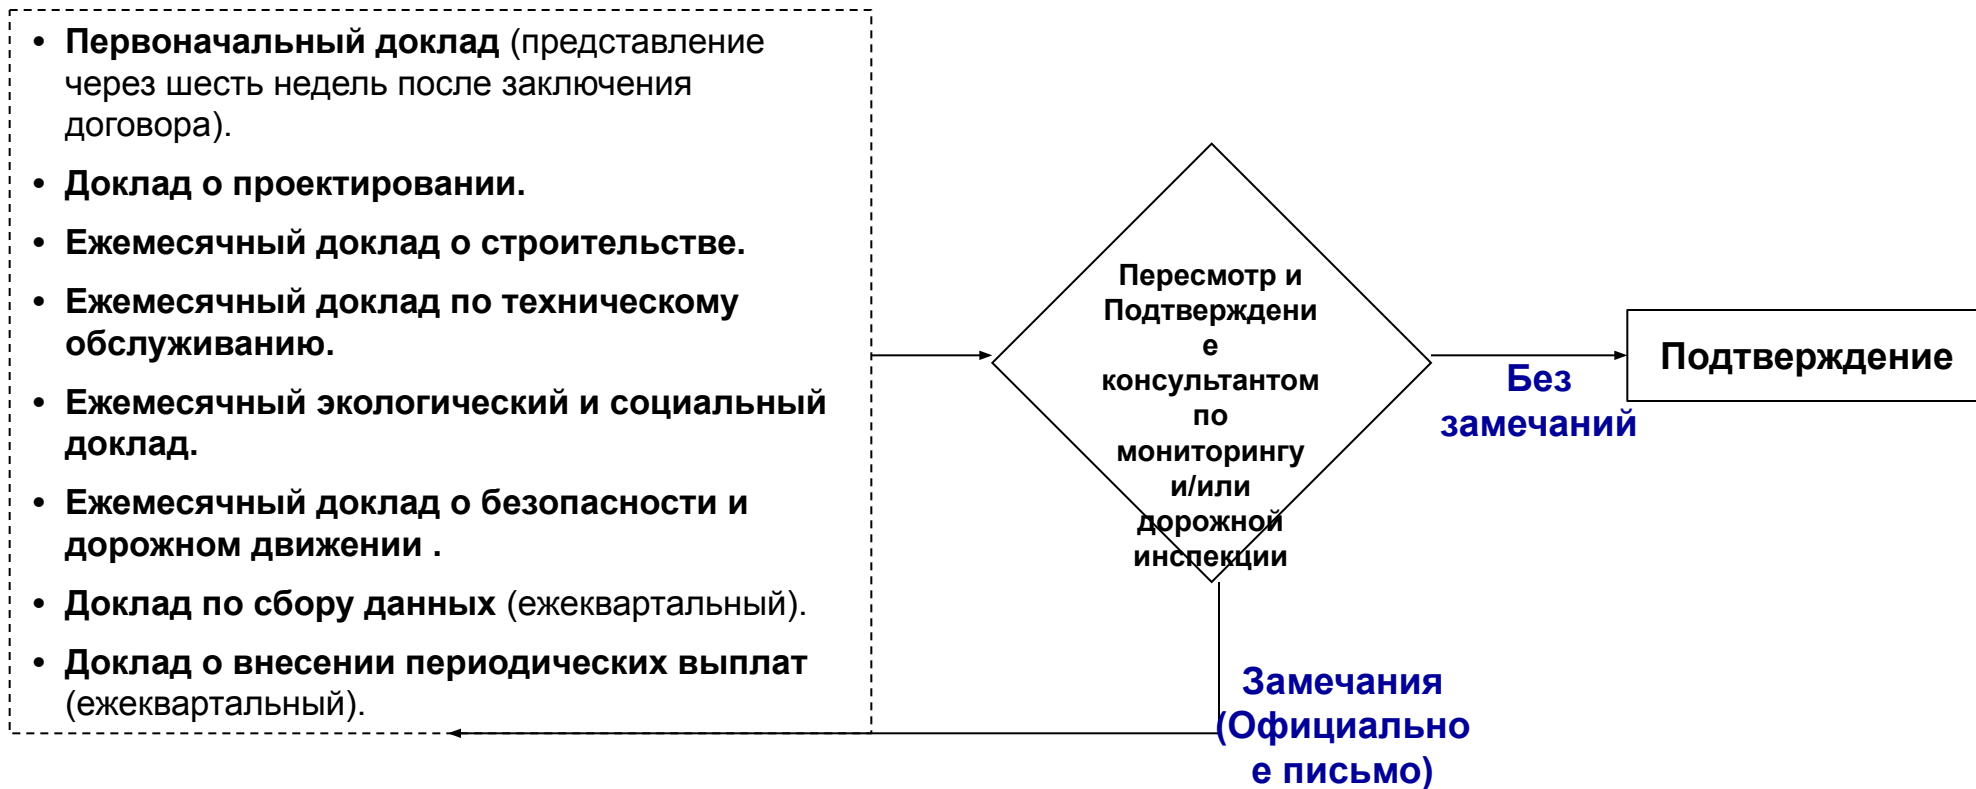 • Первоначальный доклад (представление
через шесть недель после заключения
договора).
• Доклад о проектировании.
• Ежемесячный доклад о строительстве.
• Ежемесячный доклад по техническому
обслуживанию.
• Ежемесячный экологический и социальный
доклад.
• Ежемесячный доклад о безопасности и
дорожном движении .
• Доклад по сбору данных (ежеквартальный).
• Доклад о внесении периодических выплат
(ежеквартальный).
Пересмотр и
Подтверждени
е
консультантом
по
мониторингу
и/или
дорожной
инспекции
Без
замечаний
Подтверждение
Замечания
(Официально
е письмо)